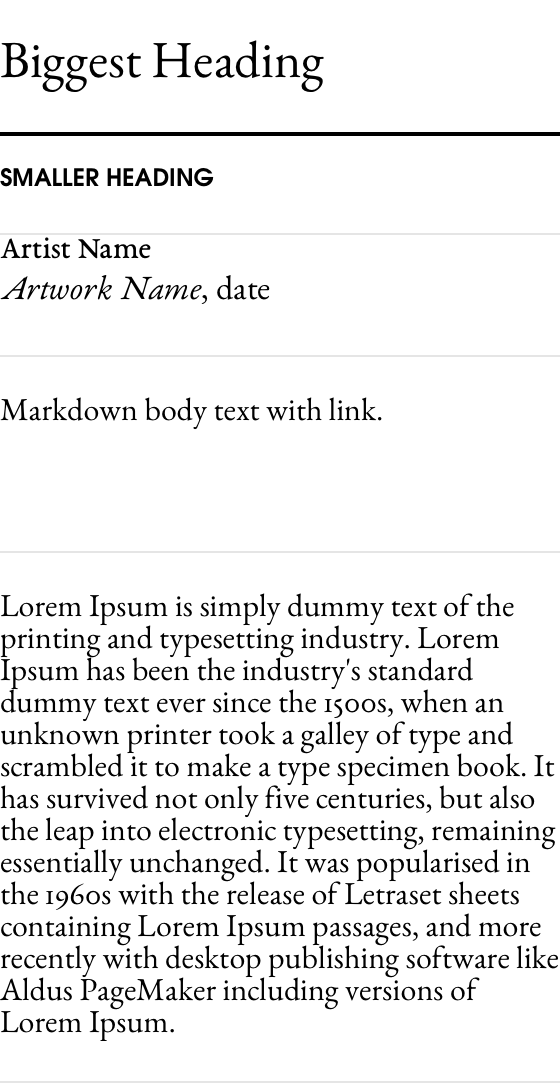 Biggest Heading
SMALLER HEADING
Artist Name
Artwork Name, date
Markdown body text with link.
Lorem Ipsum is simply dummy text of the
printing and typesetting industry. Lorem
Ipsum has been the industry's standard
dummy text ever since the 1500s, when an
unknown printer took a galley of type and
scrambled it to make a type specimen book. It
has survived not only five centuries, but also
the leap into electronic typesetting, remaining
essentially unchanged. It was popularised in
the 1960s with the release of Letraset sheets
containing Lorem Ipsum passages, and more
recently with desktop publishing software like
Aldus PageMaker including versions of
Lorem Ipsum.